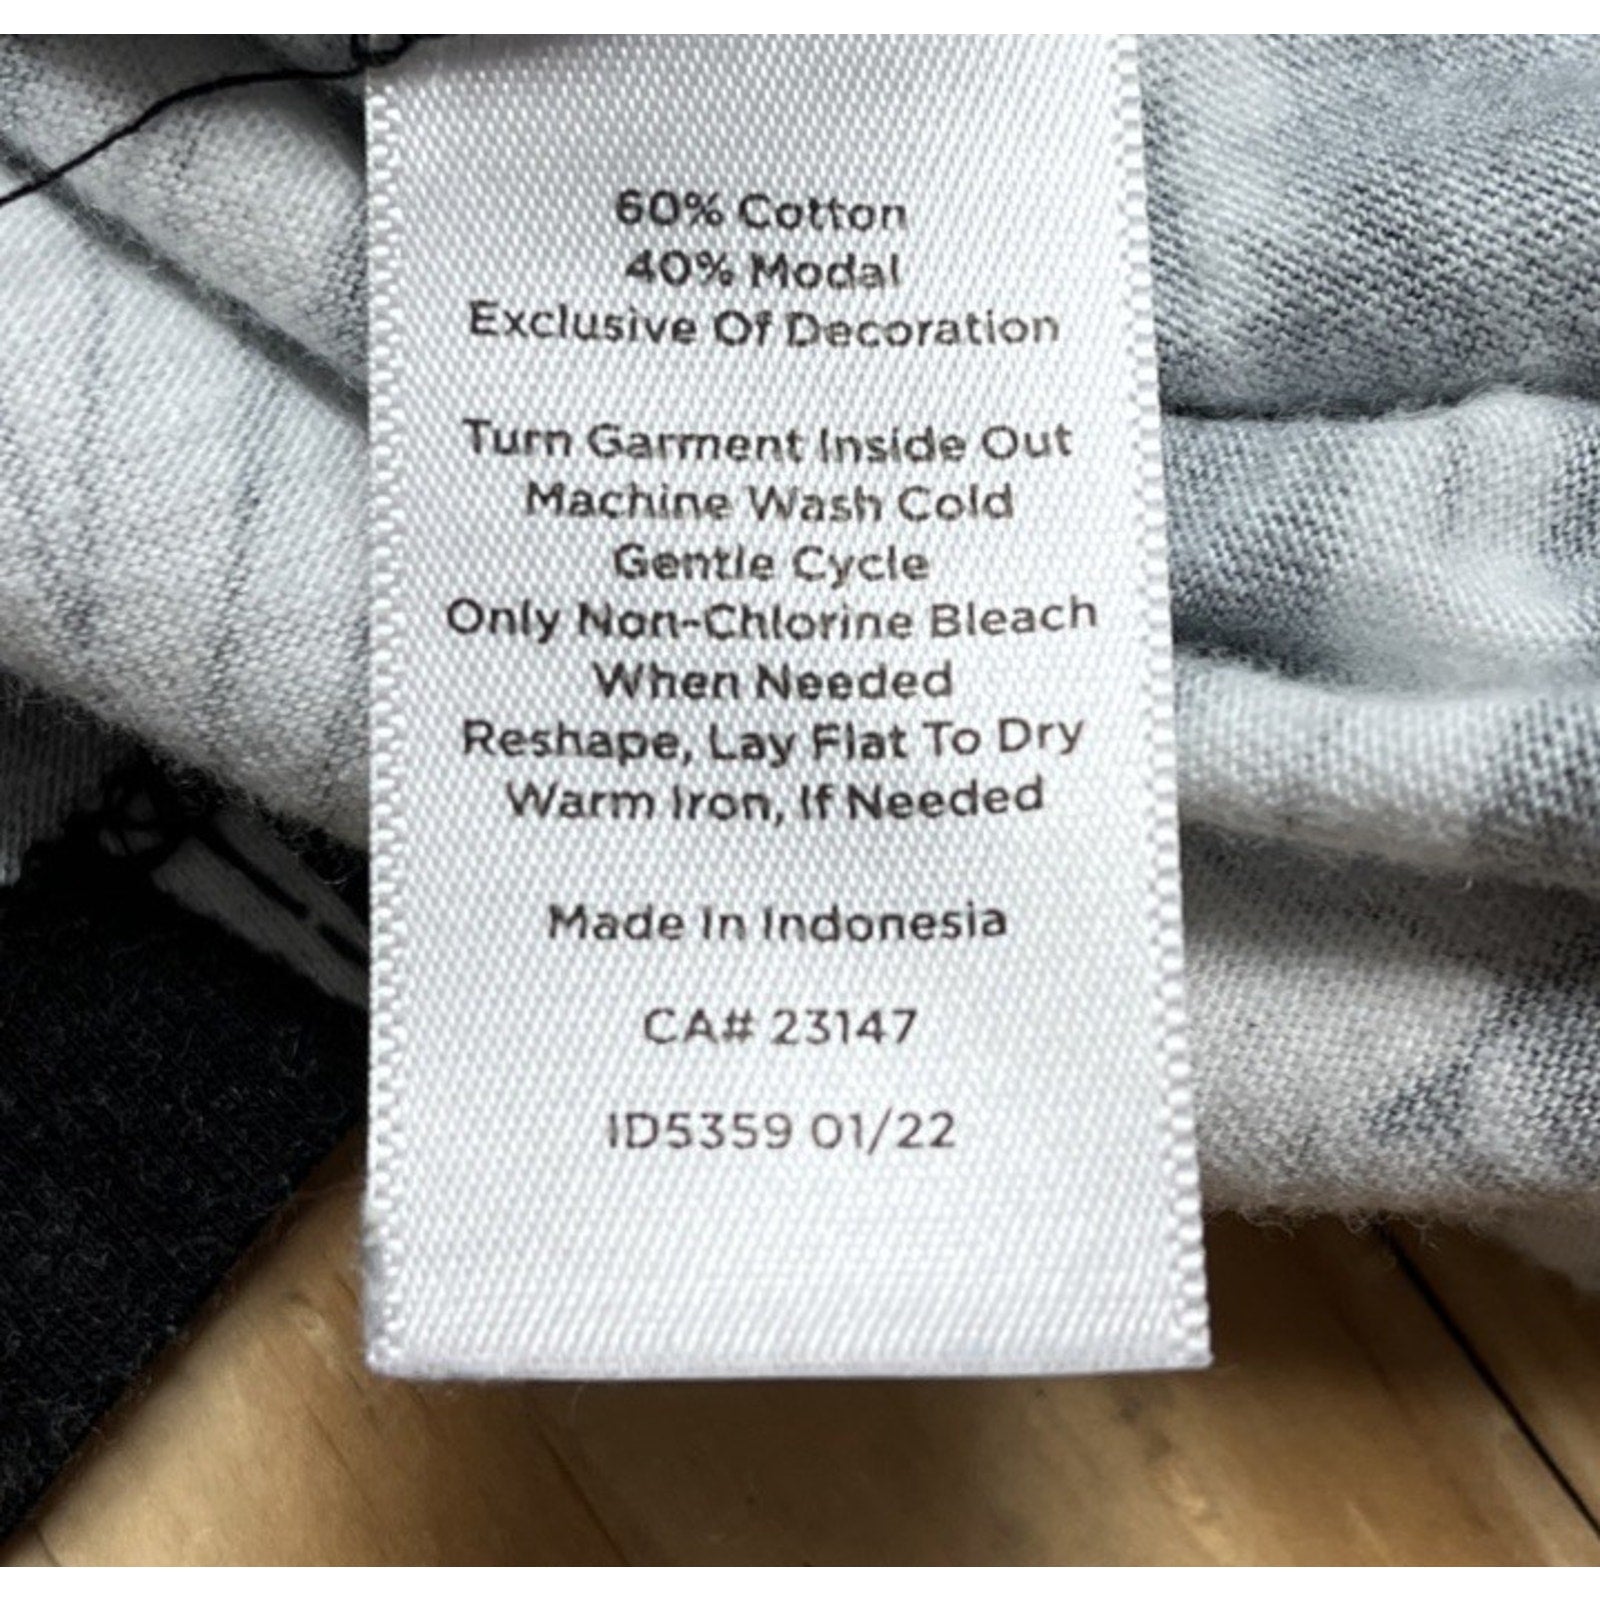 60% Cotton
40% Modal
Exclusive Of Decoration
Turn Garment Inside Out
Machine Wash Cold
Gentle Cycle
Only Non-Chlorine Bleach
When Needed
Reshape, Lay Flat To Dry
Warm Iron, If Needed
Made In Indonesia
CA# 23147
ID5359 01/22